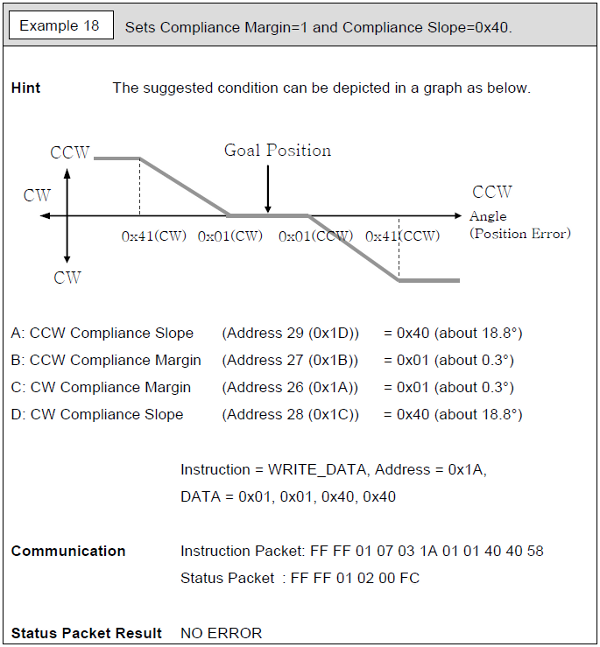 Example 18 Sets Compliance Margin=1 and Compliance Slope=0x40.
Hint The suggested condition can be depicted in a graph as below.
CCW Goal Position
CW CCW
Angle
0x41(CW) 0x01(CW) 0x01(CCW) 0x41(CCW) (Position Error)
CW
A: CCW Compliance Slope (Address 29 (0x1D)) = 0x40 (about 18.8°)
B: CCW Compliance Margin (Address 27 (0x1B)) = 0x01 (about 0.3°)
C: CW Compliance Margin (Address 26 (0x1A)) = 0x01 (about 0.3°)
D: CW Compliance Slope (Address 28 (0x1C)) = 0x40 (about 18.8°)
Instruction = WRITE_DATA, Address = 0x1A,
DATA = 0x01, 0x01, 0x40, 0x40
Communication Instruction Packet: FF FF 01 07 03 1A 01 01 40 40 58
Status Packet : FF FF 01 02 00 FC
Status Packet Result NO ERROR